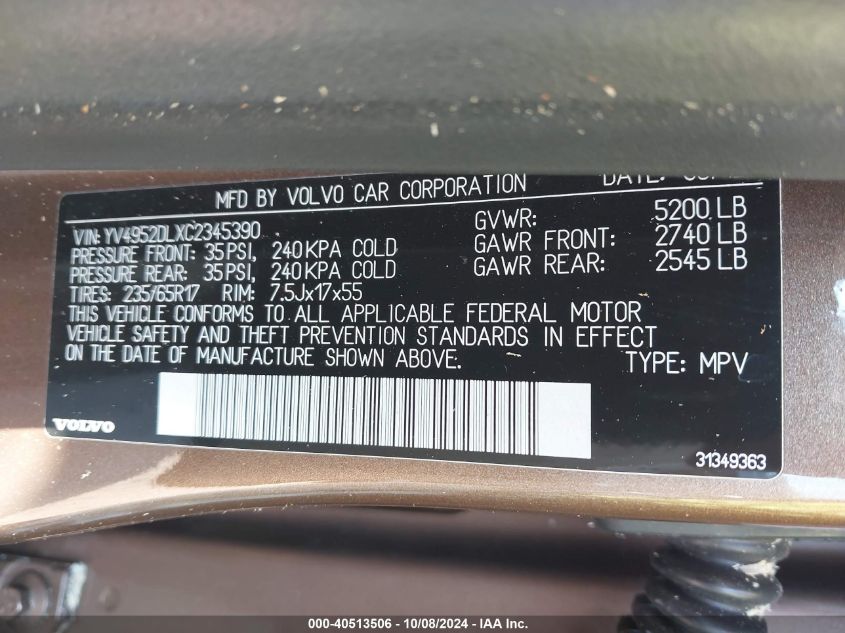 MFD BY VOLVO CAR CORPORATION DATE:
VIN: YV4952DLXC2345390
PRESSURE FRONT: 35 PSI, 240 KPA COLD
PRESSURE REAR: 35 PSI, 240 KPA COLD
TIRES: 235/65R17 RIM: 7.5Jx17x55
GVWR: 5200 LB
GAWR FRONT: 2740 LB
GAWR REAR: 2545 LB
THIS VEHICLE CONFORMS TO ALL APPLICABLE FEDERAL MOTOR
VEHICLE SAFETY AND THEFT PREVENTION STANDARDS IN EFFECT
ON THE DATE OF MANUFACTURE SHOWN ABOVE: TYPE: MPV
VOLVO
31349363
000-40513506 - 10/08/2024 - IAA Inc.